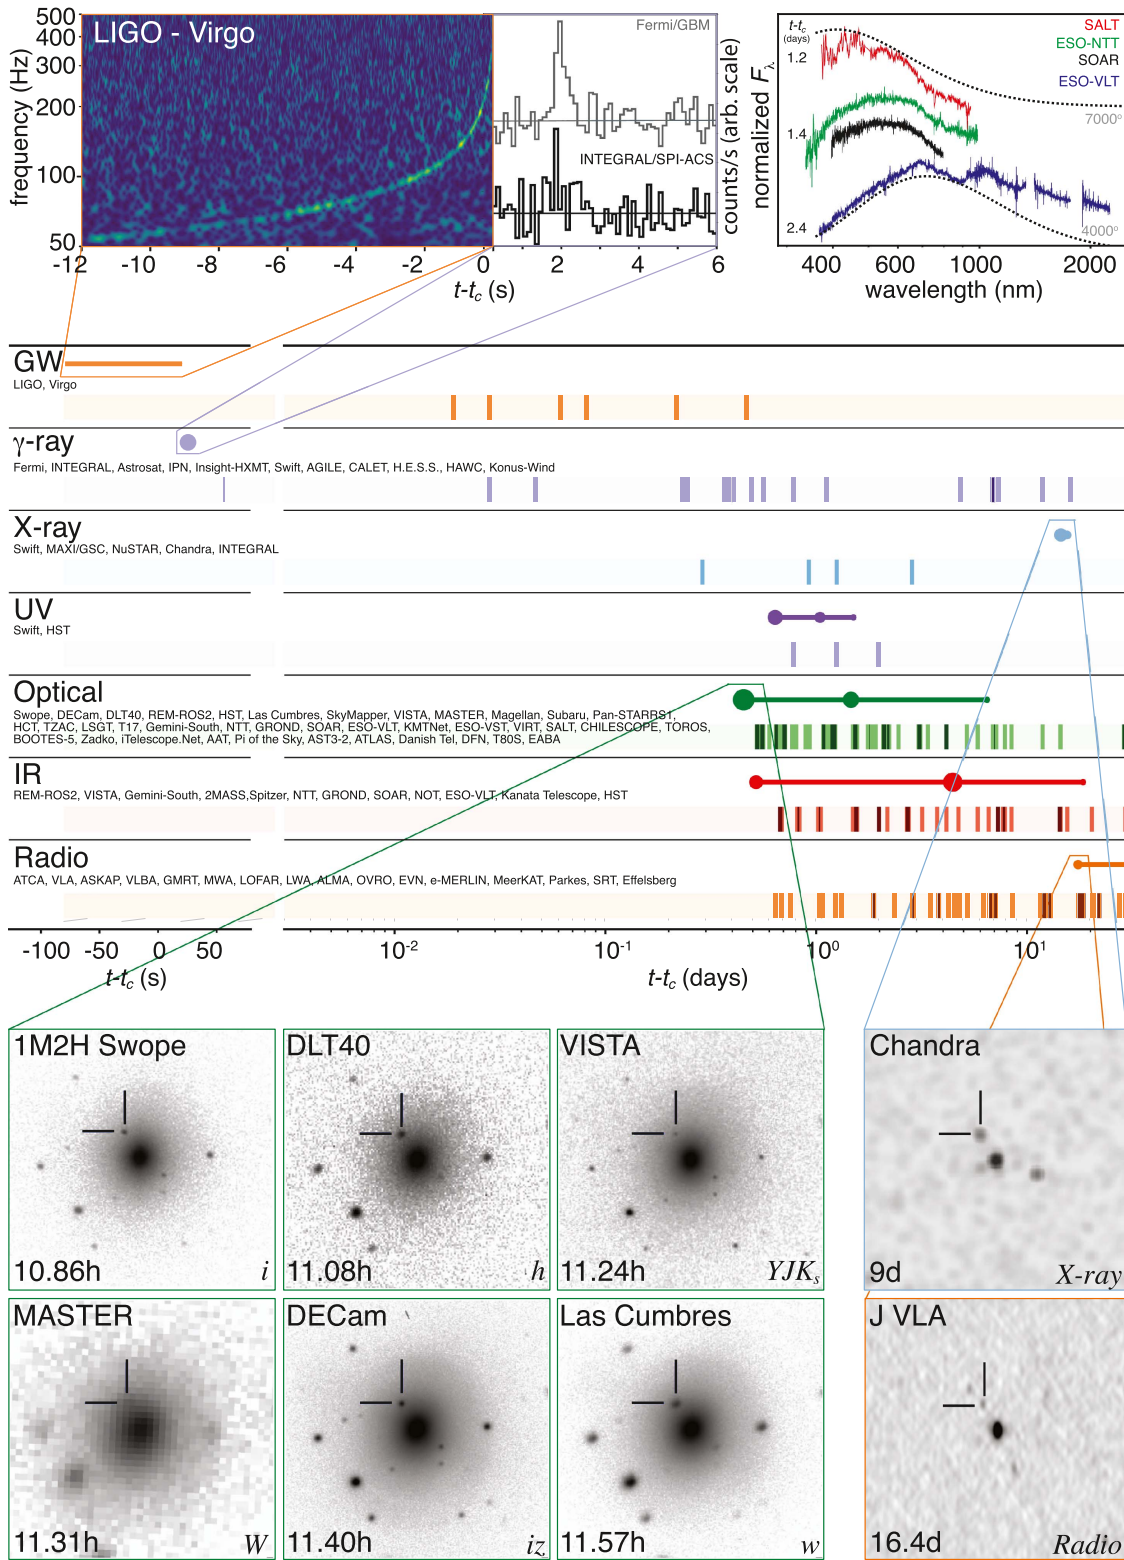 LIGO - Virgo
frequency (Hz)
500
400
300
200
100
50
-12 -10 -8 -6 -4 -2 0 2 4 6
t-tc (s)
Fermi/GBM
INTEGRAL/SPI-ACS
counts/s (arb. scale)
normalized Fλ
t-tc
(days)
1.2
1.4
2.4
SALT
ESO-NTT
SOAR
ESO-VLT
7000°
4000°
400 600 1000 2000
wavelength (nm)
GW
LIGO, Virgo
γ-ray
Fermi, INTEGRAL, Astrosat, IPN, Insight-HXMT, Swift, AGILE, CALET, H.E.S.S., HAWC, Konus-Wind
X-ray
Swift, MAXI/GSC, NuSTAR, Chandra, INTEGRAL
UV
Swift, HST
Optical
Swope, DECam, DLT40, REM-ROS2, HST, Las Cumbres, SkyMapper, VISTA, MASTER, Magellan, Subaru, Pan-STARRS1,
HCT, TZAC, LSGT, T17, Gemini-South, NTT, GROND, SOAR, ESO-VLT, KMTNet, ESO-VST, VIRT, SALT, CHILESCOPE, TOROS,
BOOTES-5, Zadko, iTelescope.Net, AAT, Pi of the Sky, AST3-2, ATLAS, Danish Tel, DFN, T80S, EABA
IR
REM-ROS2, VISTA, Gemini-South, 2MASS,Spitzer, NTT, GROND, SOAR, NOT, ESO-VLT, Kanata Telescope, HST
Radio
ATCA, VLA, ASKAP, VLBA, GMRT, MWA, LOFAR, LWA, ALMA, OVRO, EVN, e-MERLIN, MeerKAT, Parkes, SRT, Effelsberg
-100 -50 0 50 10-2 10-1 100 101
t-tc (s) t-tc (days)
1M2H Swope
10.86h i
DLT40
11.08h h
VISTA
11.24h YJKs
Chandra
9d X-ray
MASTER
11.31h W
DECam
11.40h iz
Las Cumbres
11.57h w
J VLA
16.4d Radio